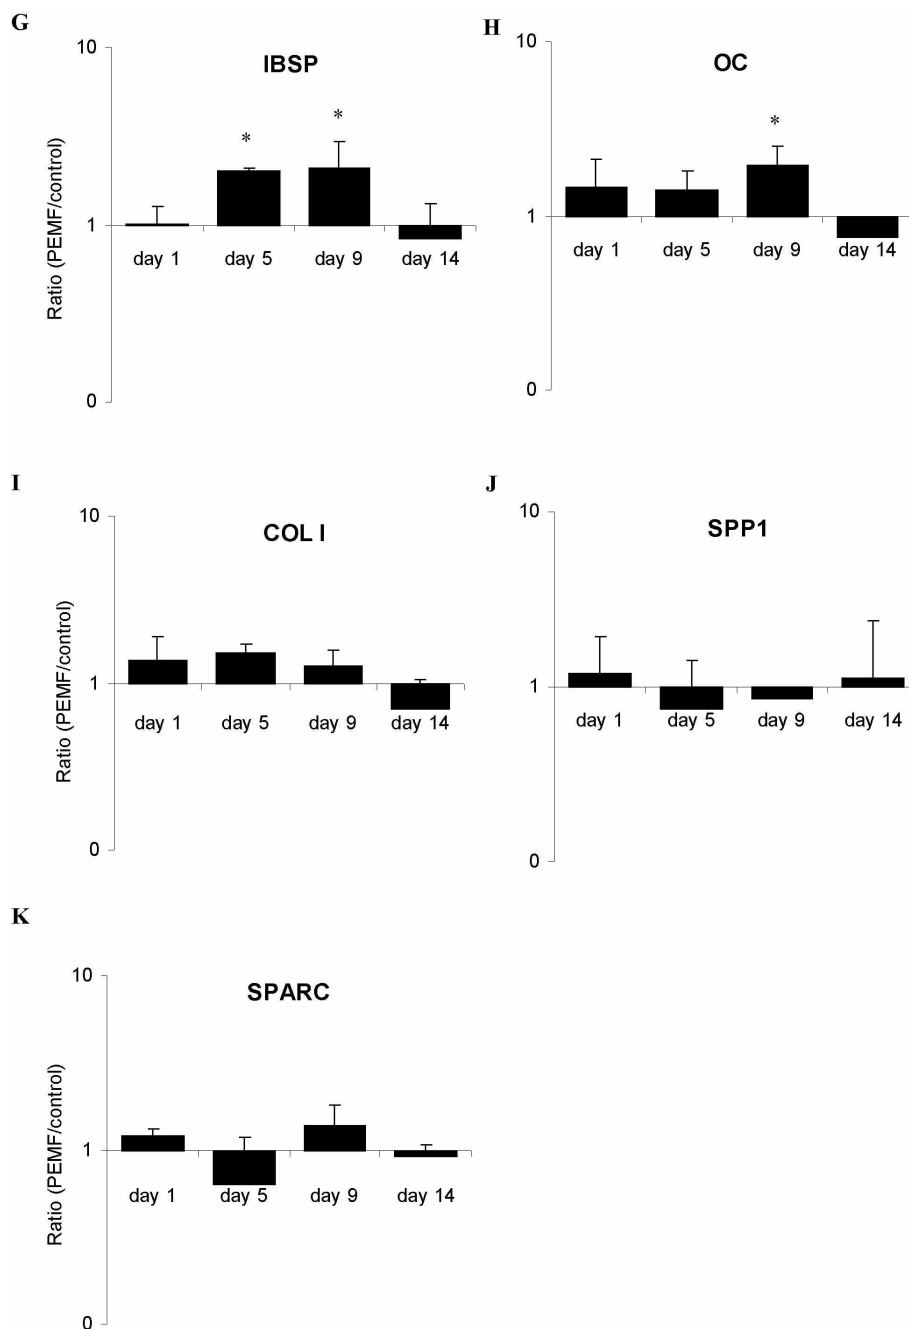 G
IBSP
10
1
0
Ratio (PEMF/control)
*
*
day 1 day 5 day 9 day 14
H
OC
10
1
0
*
day 1 day 5 day 9 day 14
I
COL I
10
1
0
Ratio (PEMF/control)
day 1 day 5 day 9 day 14
J
SPP1
10
1
0
day 1 day 5 day 9 day 14
K
SPARC
10
1
0
Ratio (PEMF/control)
day 1 day 5 day 9 day 14